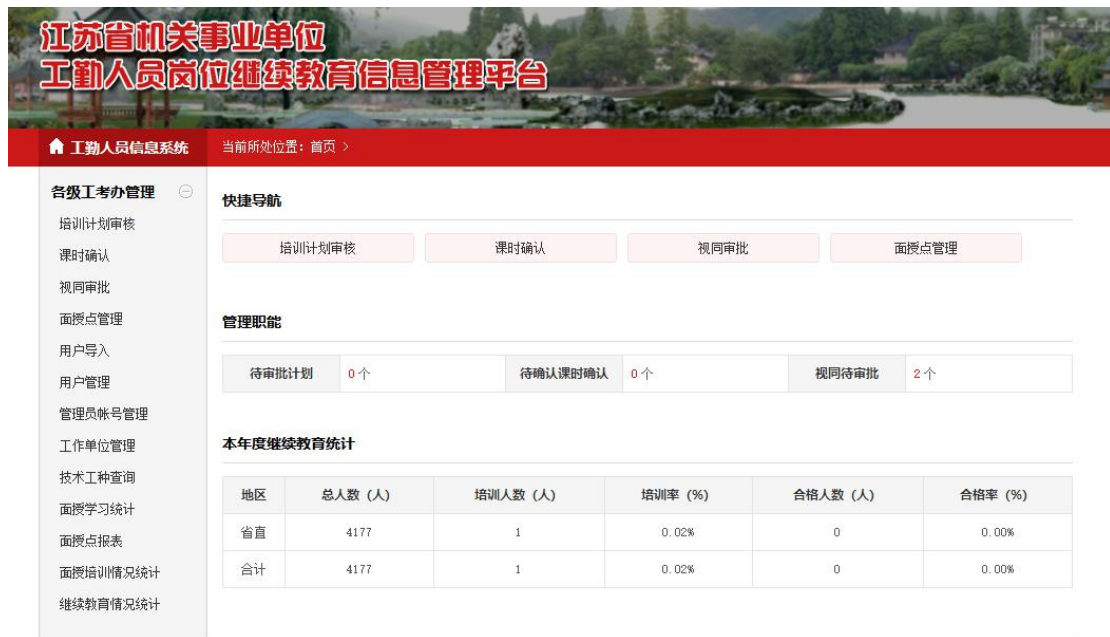 江苏省机关事业单位
工勤人员岗位继续教育信息管理平台
工勤人员信息系统
当前所处位置：首页 >
各级工考办管理
培训计划审核
课时确认
视同审批
面授点管理
用户导入
用户管理
管理员帐号管理
工作单位管理
技术工种查询
面授学习统计
面授点报表
面授培训情况统计
继续教育情况统计
快捷导航
培训计划审核 课时确认 视同审批 面授点管理
管理职能
待审批计划 0个 待确认课时确认 0个 视同待审批 2个
本年度继续教育统计
地区 总人数（人） 培训人数（人） 培训率（%） 合格人数（人） 合格率（%）
省直 4177 1 0.02% 0 0.00%
合计 4177 1 0.02% 0 0.00%